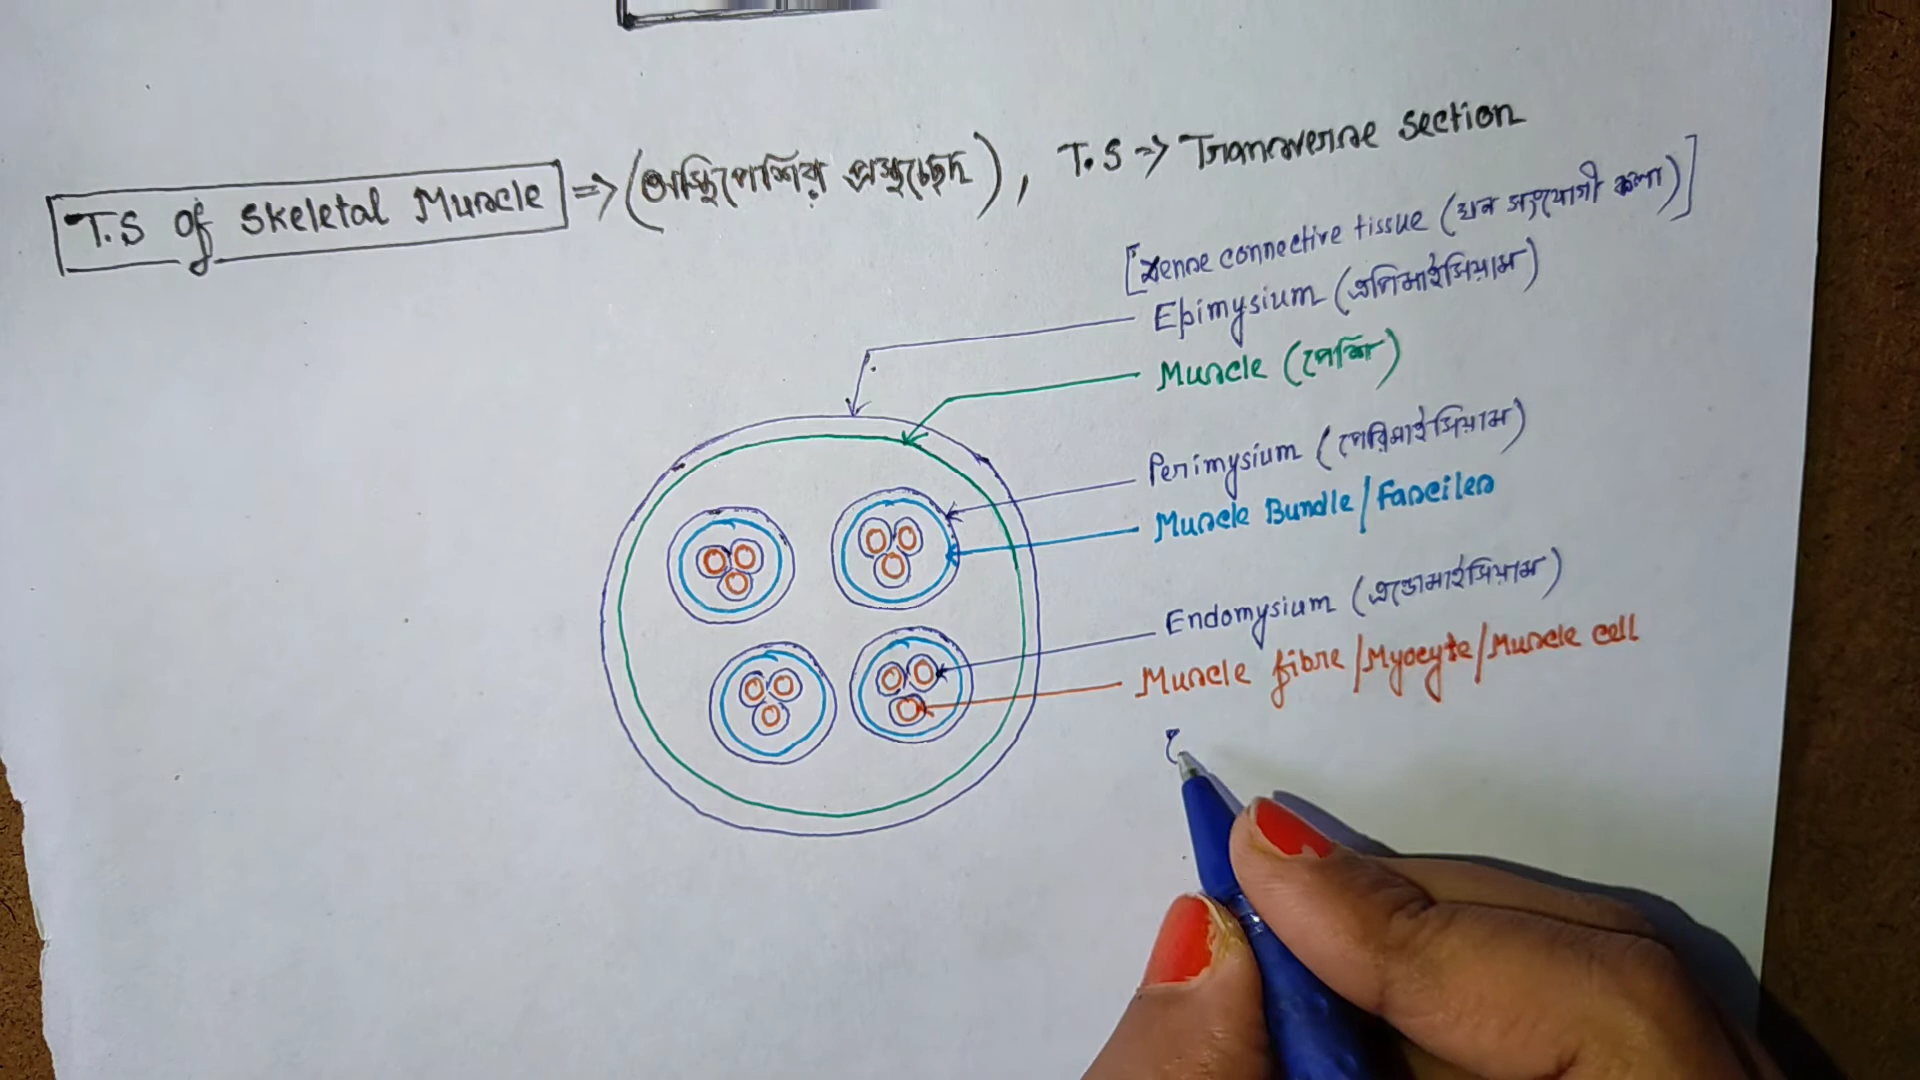 T.S of Skeletal Muscle => (অস্থিপেশির প্রস্থচ্ছেদ), T.S => Transverse section
[Dense connective tissue (ঘন সংযোগী কলা)]
Epimysium (এপিমাইসিয়াম)
Muscle (পেশি)
Perimysium (পেরিমাইসিয়াম)
Muscle Bundle/Fasciles
Endomysium (এন্ডোমাইসিয়াম)
Muscle fibre/Myocyte/Muscle cell